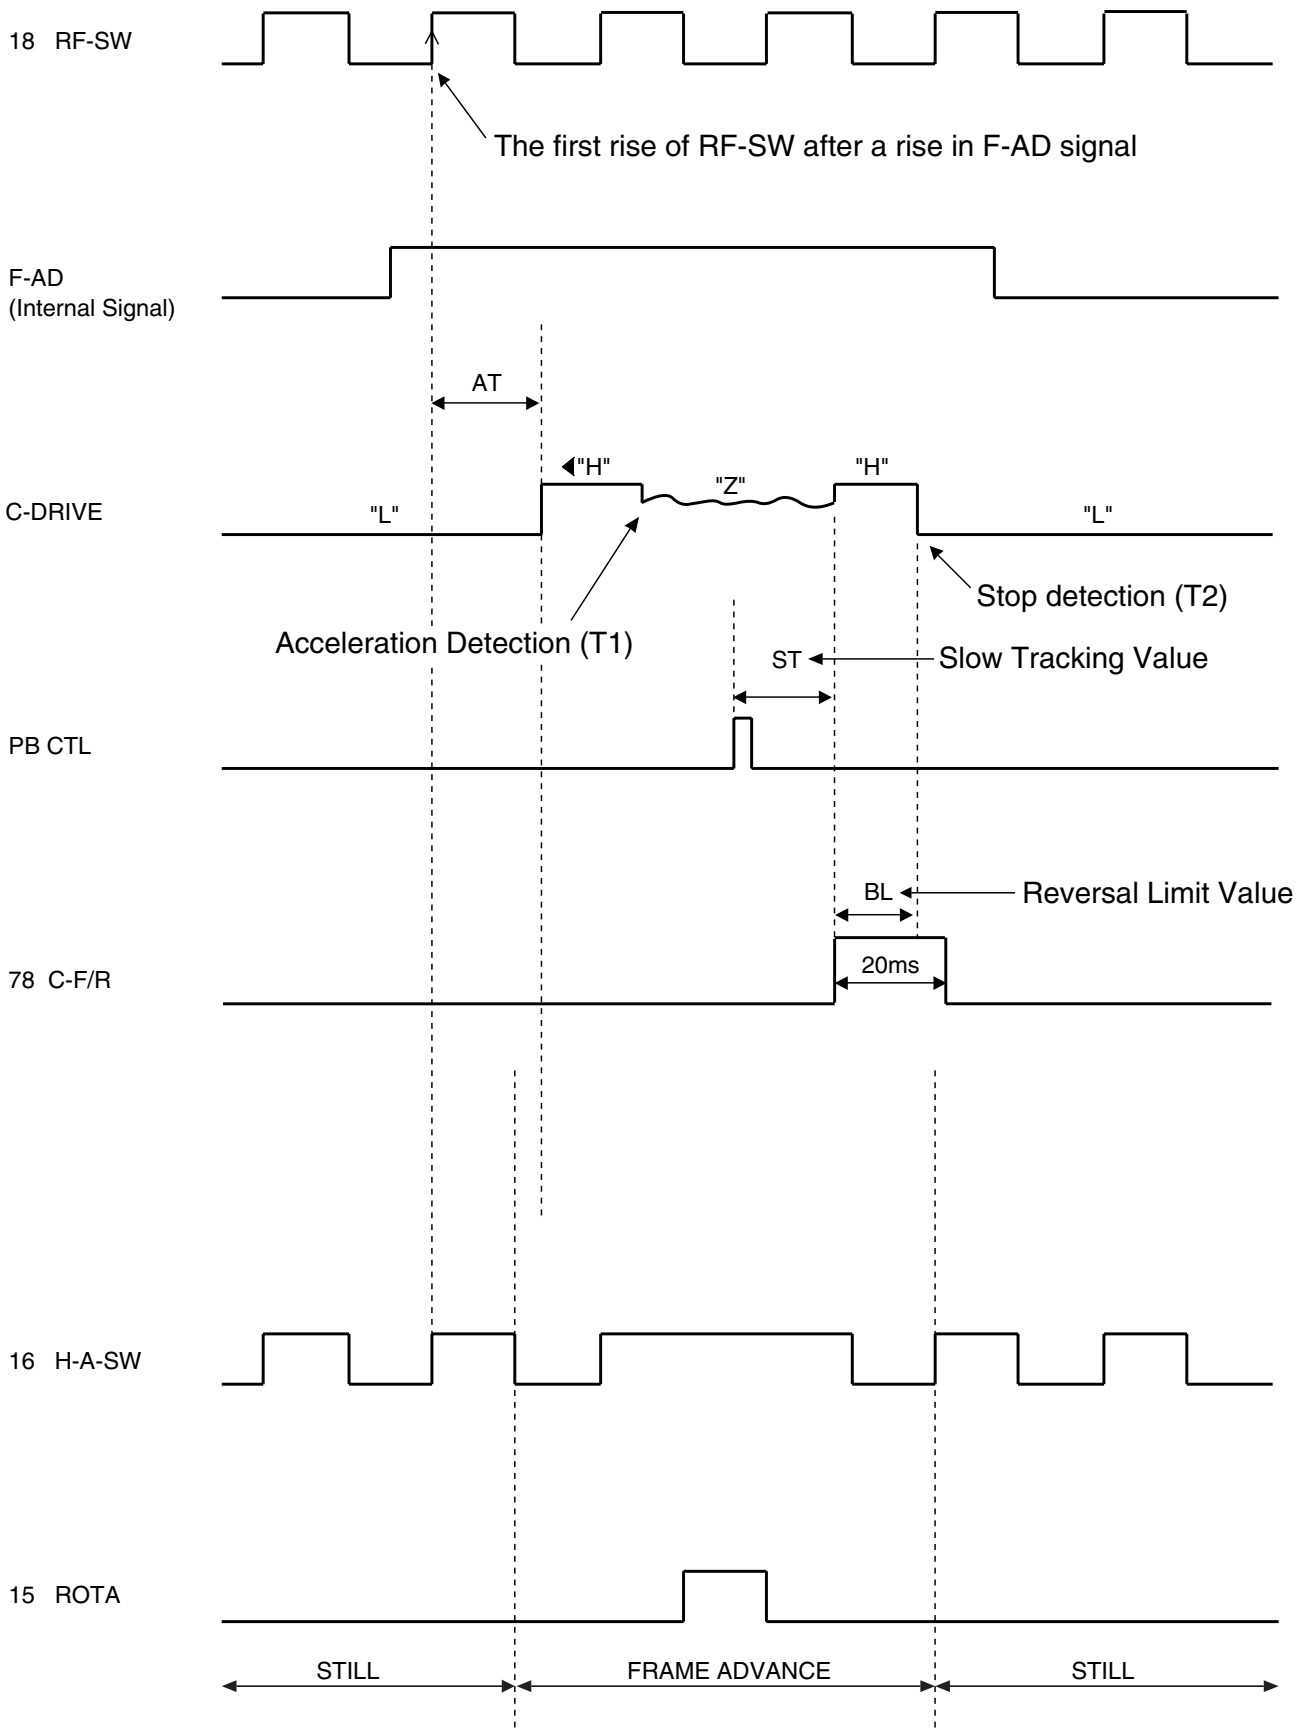 18 RF-SW
The first rise of RF-SW after a rise in F-AD signal
F-AD
(Internal Signal)
AT
"H"
"Z"
"H"
C-DRIVE
"L"
"L"
Stop detection (T2)
Acceleration Detection (T1)
ST
Slow Tracking Value
PB CTL
BL
Reversal Limit Value
78 C-F/R
20ms
16 H-A-SW
15 ROTA
STILL
FRAME ADVANCE
STILL